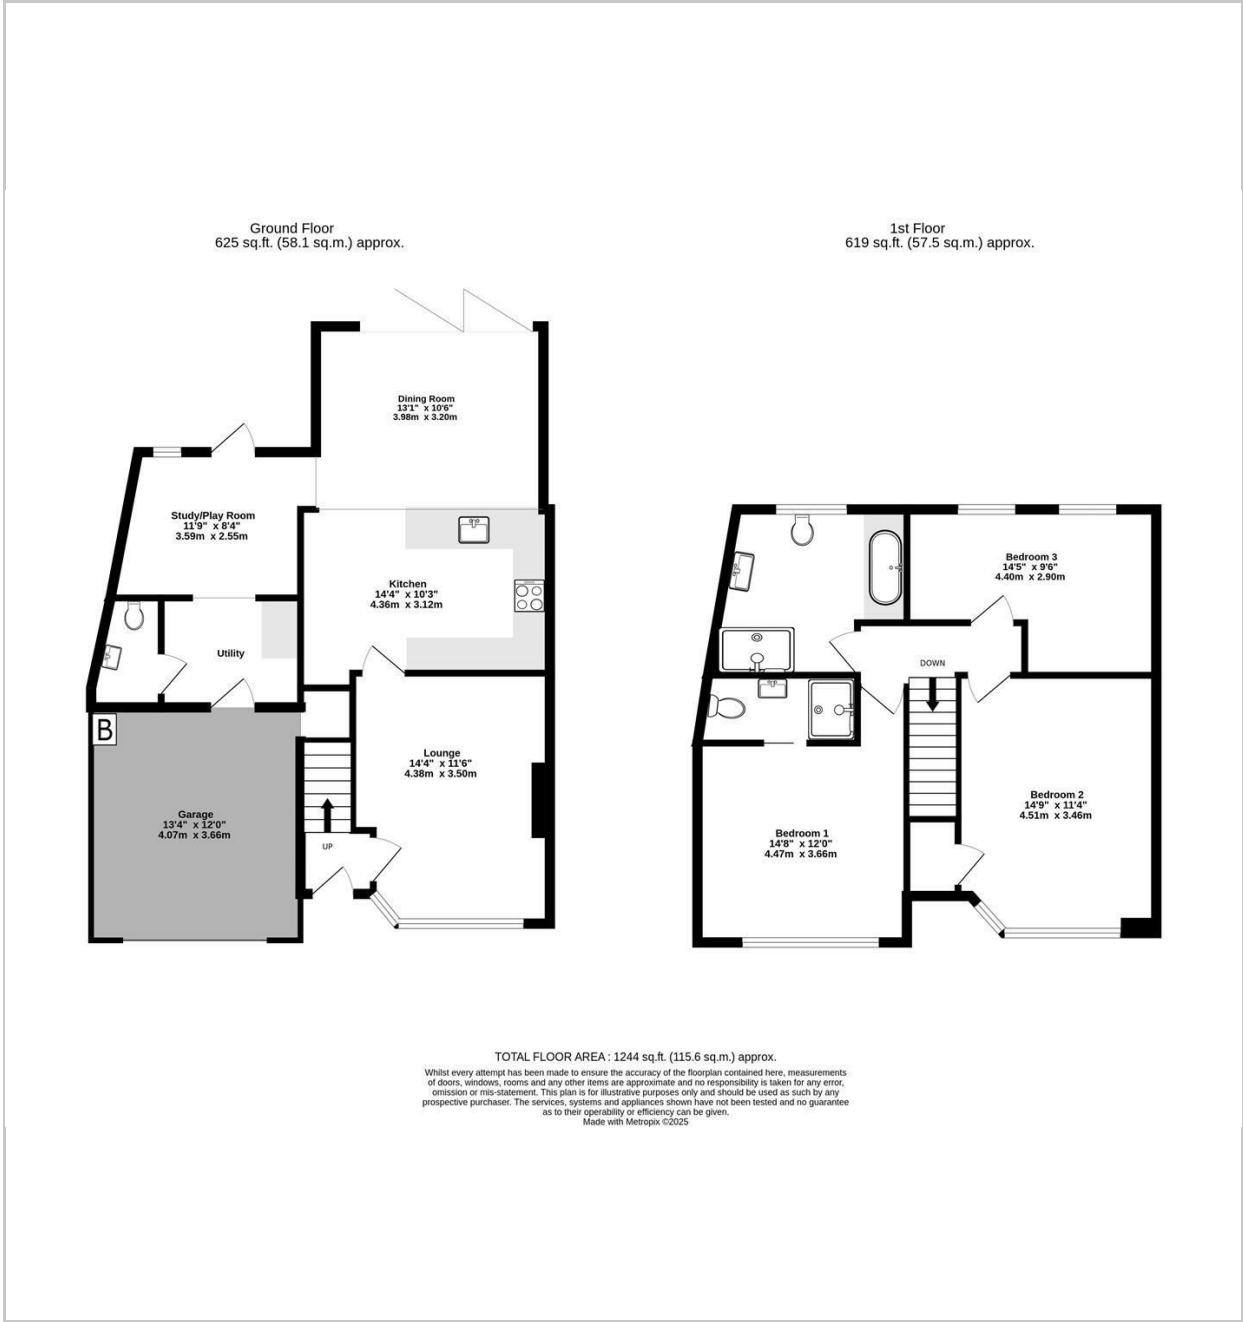 Ground Floor
625 sq.ft. (58.1 sq.m.) approx.
1st Floor
619 sq.ft. (57.5 sq.m.) approx.
Dining Room
13'1" x 10'6"
3.98m x 3.20m
Study/Play Room
11'9" x 8'4"
3.59m x 2.55m
Kitchen
14'4" x 10'3"
4.36m x 3.12m
Utility
B
Lounge
14'4" x 11'6"
4.38m x 3.50m
Garage
13'4" x 12'0"
4.07m x 3.66m
UP
Bedroom 3
14'5" x 9'6"
4.40m x 2.90m
DOWN
Bedroom 2
14'9" x 11'4"
4.51m x 3.46m
Bedroom 1
14'8" x 12'0"
4.47m x 3.66m
TOTAL FLOOR AREA : 1244 sq.ft. (115.6 sq.m.) approx.
Whilst every attempt has been made to ensure the accuracy of the floorplan contained here, measurements
of doors, windows, rooms and any other items are approximate and no responsibility is taken for any error,
omission or mis-statement. This plan is for illustrative purposes only and should be used as such by any
prospective purchaser. The services, systems and appliances shown have not been tested and no guarantee
as to their operability or efficiency can be given.
Made with Metropix ©2025